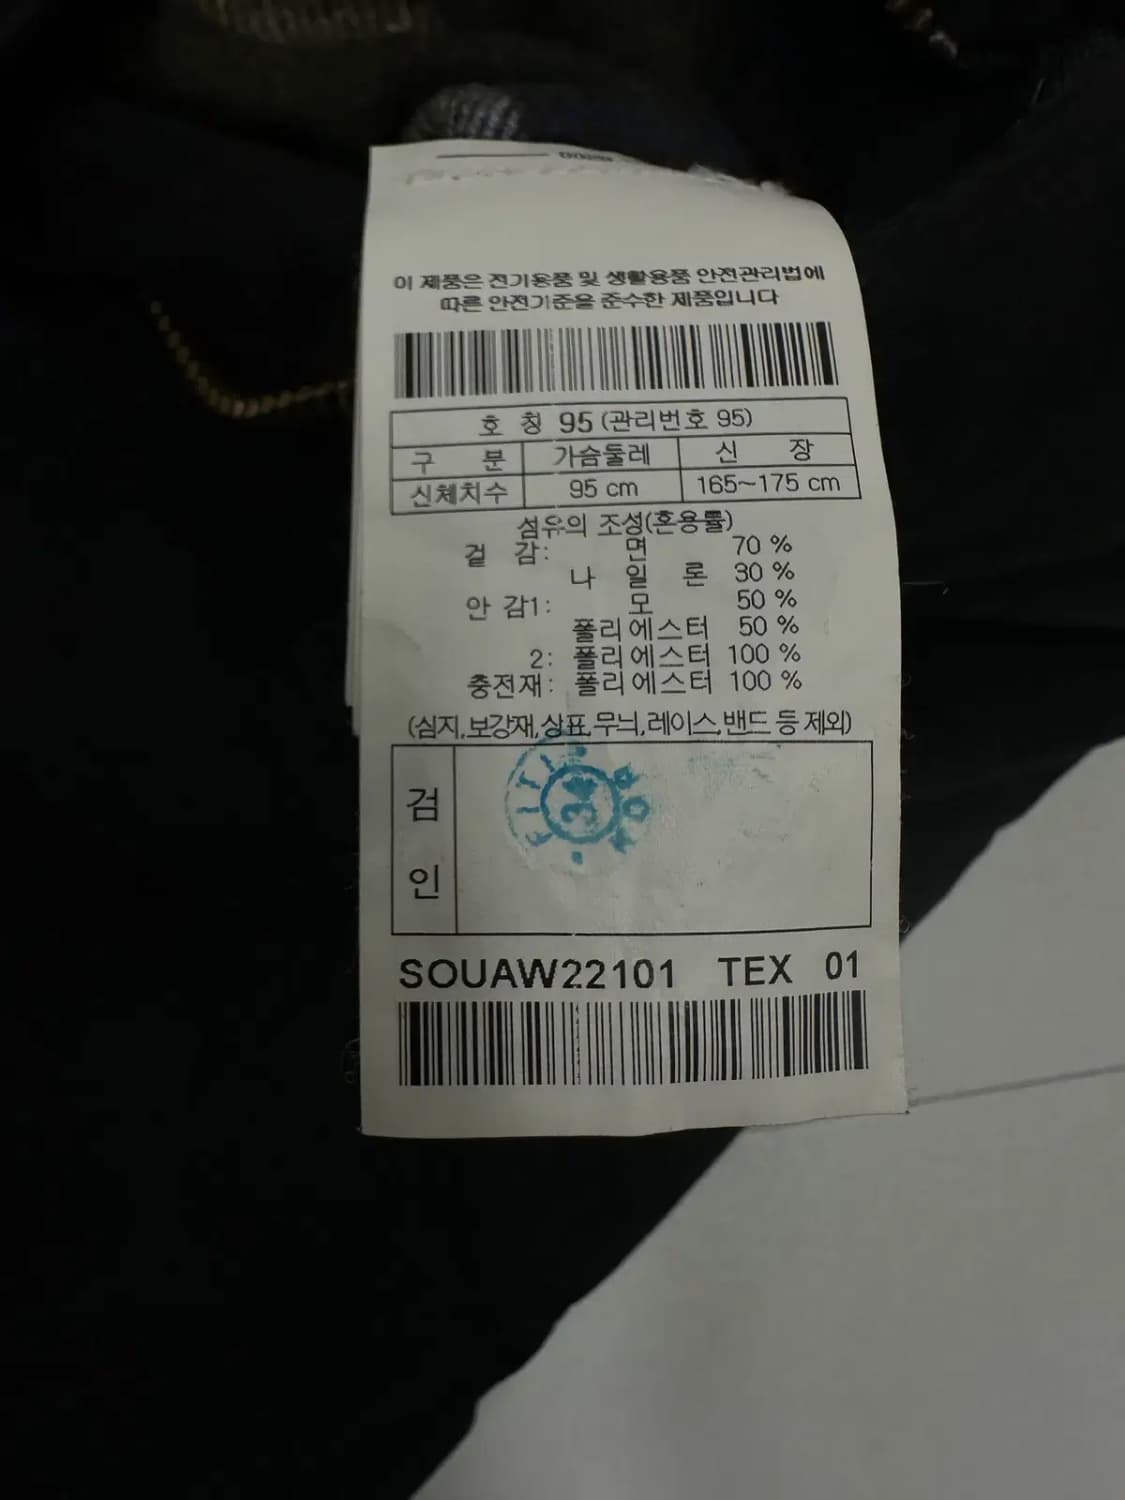 이 제품은 전기용품 및 생활용품 안전관리법에
따른 안전기준을 준수한 제품입니다
호 칭 95 (관리번호 95)
구 분 가슴둘레 신 장
신체치수 95 cm 165~175 cm
섬유의 조성(혼용률)
겉 감: 면 70 %
나 일 론 30 %
안 감1: 모 50 %
폴리에스터 50 %
2: 폴리에스터 100 %
충전재: 폴리에스터 100 %
(심지,보강재,상표,무늬,레이스,밴드 등 제외)
검
인
34
SOUAW22101 TEX 01